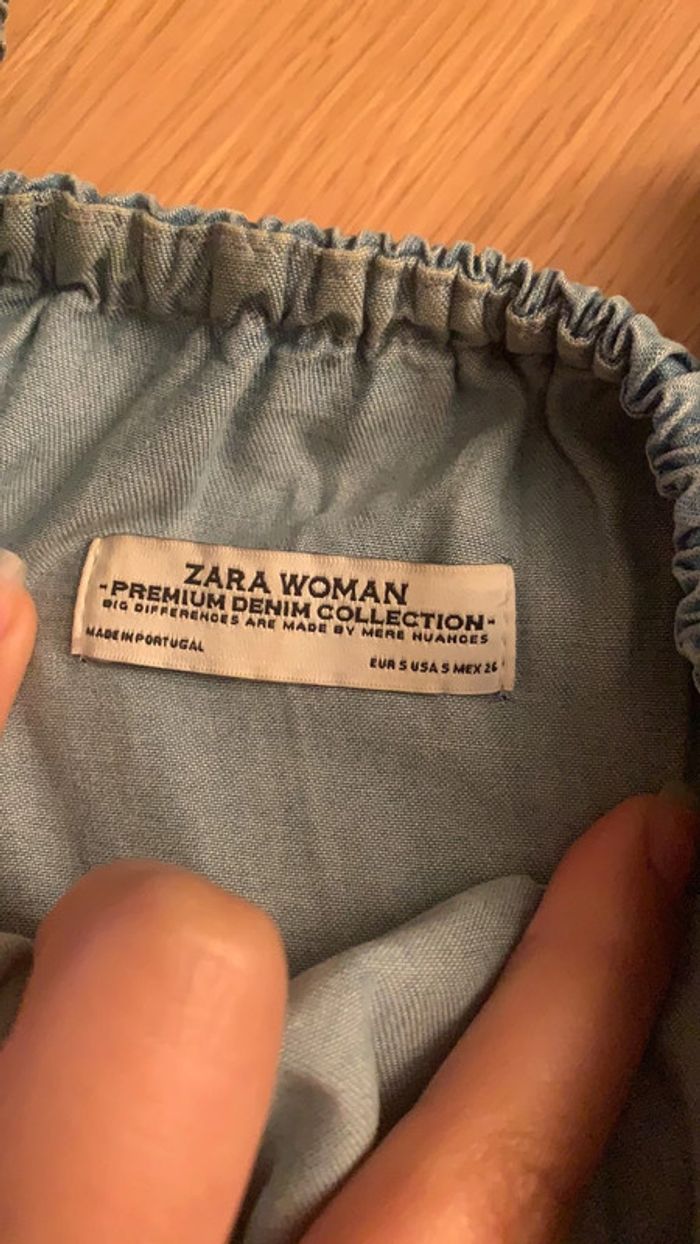 ZARA WOMAN
-PREMIUM DENIM COLLECTION-
BIG DIFFERENCES ARE MADE BY MERE NUANCES
MADE IN PORTUGAL
EUR S USA S MEX 26